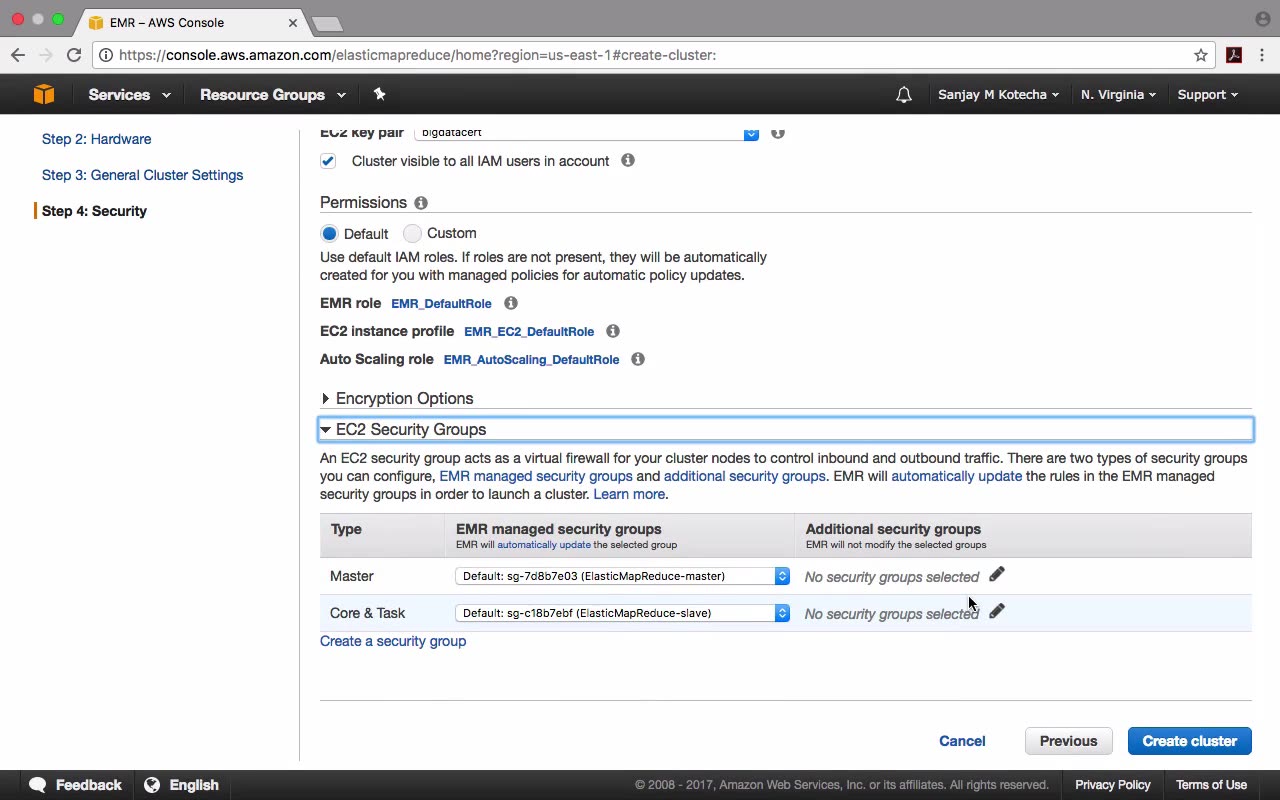 EMR – AWS Console
https://console.aws.amazon.com/elasticmapreduce/home?region=us-east-1#create-cluster:
Services Resource Groups Sanjay M Kotecha N. Virginia Support
Step 2: Hardware
Step 3: General Cluster Settings
Step 4: Security
EC2 key pair bigdatacert
Cluster visible to all IAM users in account
Permissions
Default Custom
Use default IAM roles. If roles are not present, they will be automatically
created for you with managed policies for automatic policy updates.
EMR role EMR_DefaultRole
EC2 instance profile EMR_EC2_DefaultRole
Auto Scaling role EMR_AutoScaling_DefaultRole
Encryption Options
EC2 Security Groups
An EC2 security group acts as a virtual firewall for your cluster nodes to control inbound and outbound traffic. There are two types of security groups
you can configure, EMR managed security groups and additional security groups. EMR will automatically update the rules in the EMR managed
security groups in order to launch a cluster. Learn more.
Type EMR managed security groups Additional security groups
EMR will automatically update the selected group EMR will not modify the selected groups
Master Default: sg-7d8b7e03 (ElasticMapReduce-master) No security groups selected
Core & Task Default: sg-c18b7ebf (ElasticMapReduce-slave) No security groups selected
Create a security group
Cancel Previous Create cluster
Feedback English © 2008 - 2017, Amazon Web Services, Inc. or its affiliates. All rights reserved. Privacy Policy Terms of Use